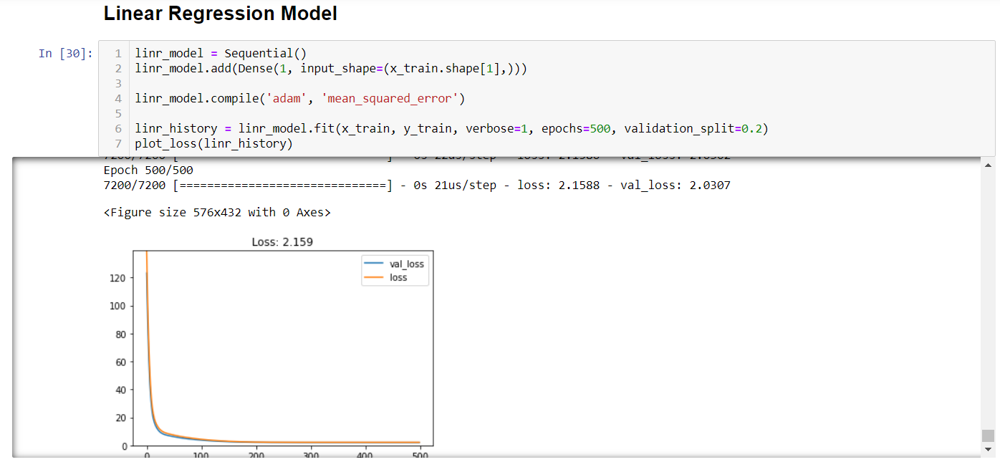 Linear Regression Model
In [30]:
1 linr_model = Sequential()
2 linr_model.add(Dense(1, input_shape=(x_train.shape[1],)))
3
4 linr_model.compile('adam', 'mean_squared_error')
5
6 linr_history = linr_model.fit(x_train, y_train, verbose=1, epochs=500, validation_split=0.2)
7 plot_loss(linr_history)
Epoch 500/500
7200/7200 [==============================] - 0s 21us/step - loss: 2.1588 - val_loss: 2.0307
<Figure size 576x432 with 0 Axes>
Loss: 2.159
val_loss
loss
120
100
80
60
40
20
0
0 100 200 300 400 500